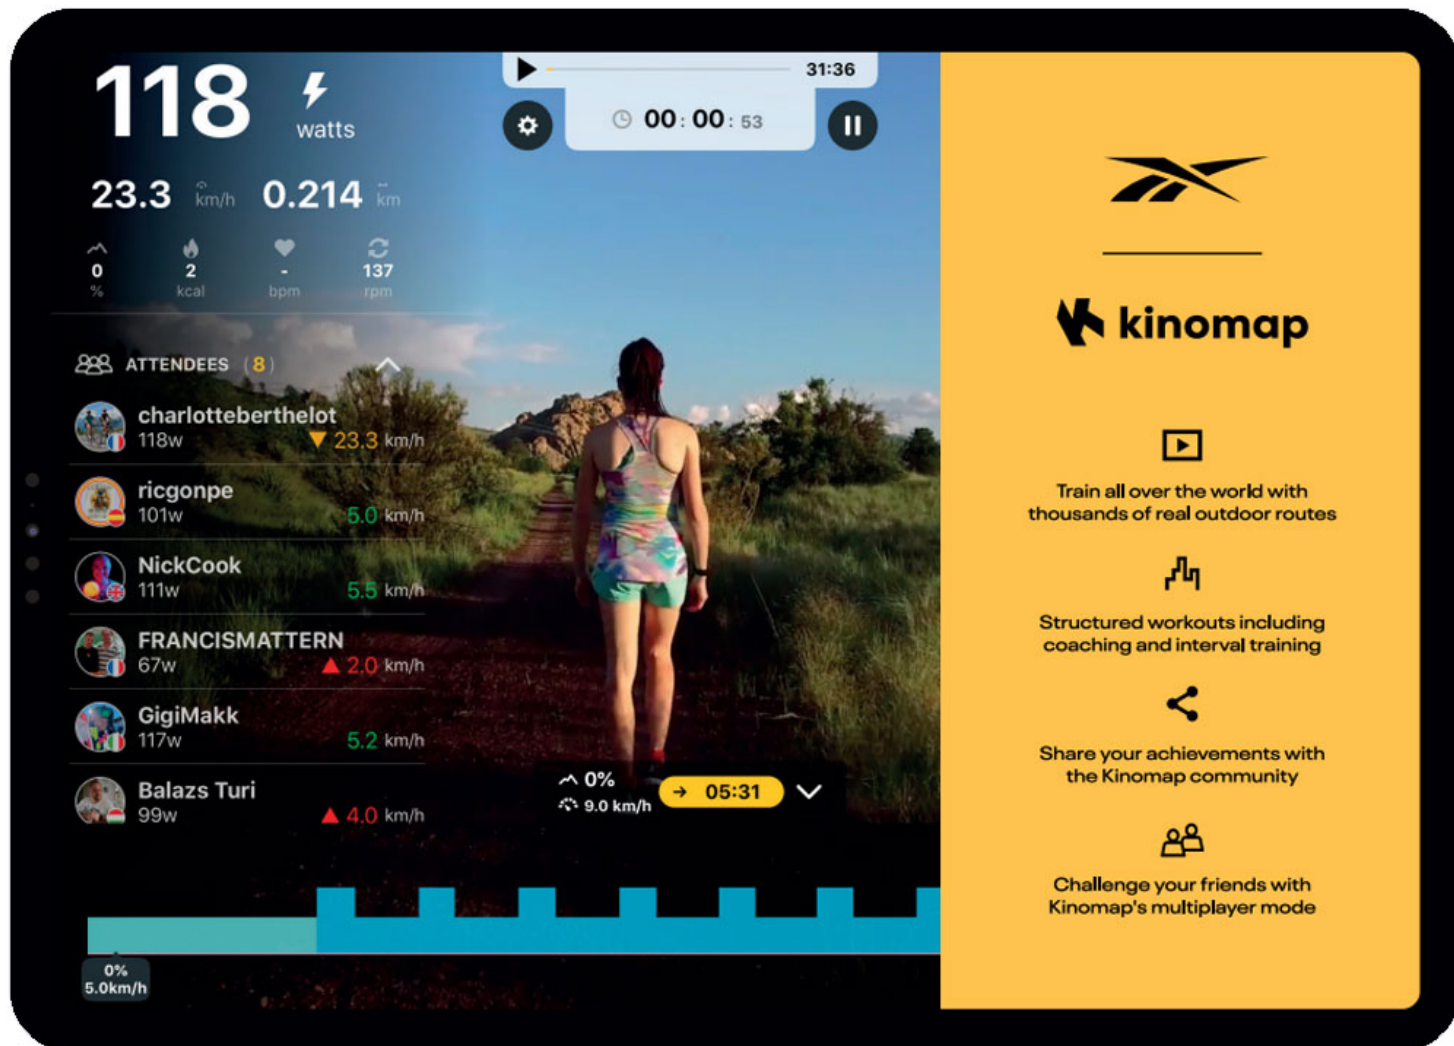 118
watts
23.3 km/h 0.214 km
0 2 - 137
% kcal bpm rpm
31:36
00 : 00 : 53
ATTENDEES (8)
charlotteberthelot
118w ▼ 23.3 km/h
ricgonpe
101w 5.0 km/h
NickCook
111w 5.5 km/h
FRANCISMATTERN
67w ▲ 2.0 km/h
GigiMakk
117w 5.2 km/h
Balazs Turi
99w ▲ 4.0 km/h
0%
9.0 km/h
→ 05:31
0%
5.0km/h
kinomap
Train all over the world with
thousands of real outdoor routes
Structured workouts including
coaching and interval training
Share your achievements with
the Kinomap community
Challenge your friends with
Kinomap's multiplayer mode